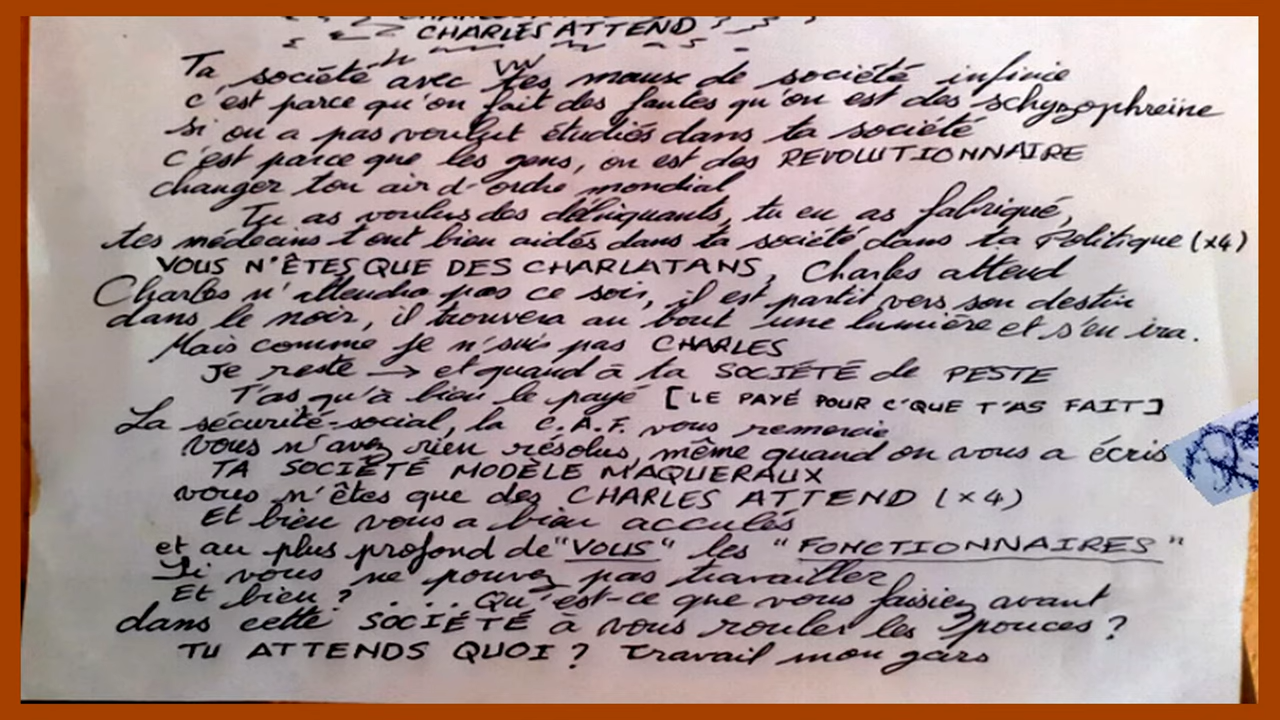 CHARLES ATTEND
Ta société avec tes maux de société infinie
c'est parce qu'on fait des fautes qu'on est des schyzophreïne
si on a pas voulut étudiés dans ta société
c'est parce que les gens, on est des REVOLUTIONNAIRE
changer ton air d'ordre mondial
Tu as voulus des délinquants, tu en as fabriqué,
tes médecins t'ont bien aidés dans ta société, dans ta Politique (x4)
VOUS N'ÊTES QUE DES CHARLATANS, Charles attend
Charles n'attendra pas ce soir, il est partit vers son destin
dans le noir, il trouvera au bout une lumière et s'en ira.
Mais comme je n'suis pas CHARLES
Je reste → et quand à ta SOCIÉTÉ de PESTE
T'as qu'à bien le payé [LE PAYÉ POUR C'QUE T'AS FAIT]
La sécurité-social, la C.A.F. vous remercie
vous n'avez rien résolus, même quand on vous a écris
TA SOCIÉTÉ MODÈLE MAQUERAUX
vous n'êtes que des CHARLES ATTEND (x4)
Et bien vous a bien acculés
et au plus profond de "VOUS" les "FONCTIONNAIRES"
Si vous ne pouvez pas travailler
Et bien ? .... Qu'est-ce que vous faisiez avant
dans cette SOCIÉTÉ à vous rouler les pouces ?
TU ATTENDS QUOI ? Travail mon gars